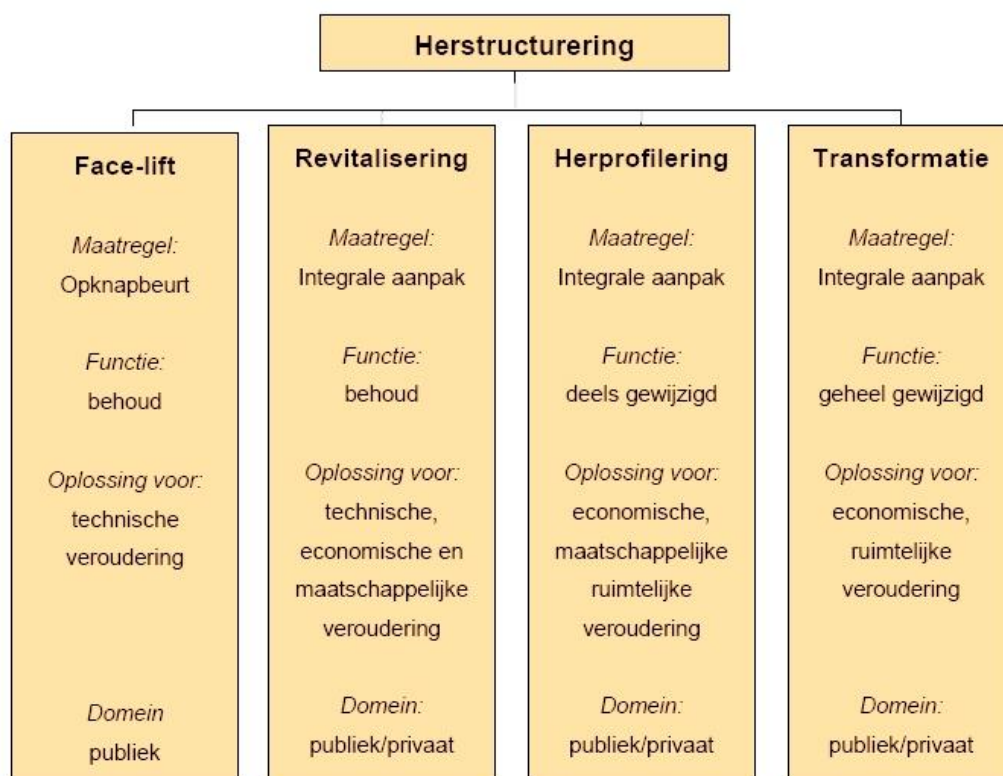 Herstructurering
Face-lift
Maatregel:
Opknapbeurt
Functie:
behoud
Oplossing voor:
technische
veroudering
Domein
publiek
Revitalisering
Maatregel:
Integrale aanpak
Functie:
behoud
Oplossing voor:
technische,
economische en
maatschappelijke
veroudering
Domein:
publiek/privaat
Herprofilering
Maatregel:
Integrale aanpak
Functie:
deels gewijzigd
Oplossing voor:
economische,
maatschappelijke
ruimtelijke
veroudering
Domein:
publiek/privaat
Transformatie
Maatregel:
Integrale aanpak
Functie:
geheel gewijzigd
Oplossing voor:
economische,
ruimtelijke
veroudering
Domein:
publiek/privaat